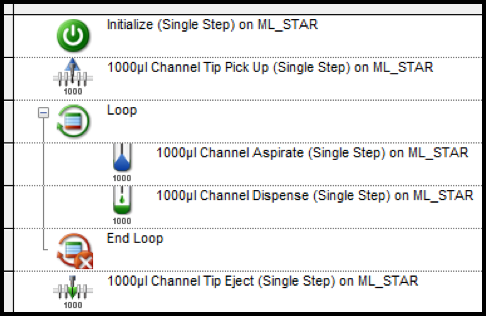 Initialize (Single Step) on ML_STAR
1000µl Channel Tip Pick Up (Single Step) on ML_STAR
1000
Loop
1000µl Channel Aspirate (Single Step) on ML_STAR
1000
1000µl Channel Dispense (Single Step) on ML_STAR
1000
End Loop
1000µl Channel Tip Eject (Single Step) on ML_STAR
1000